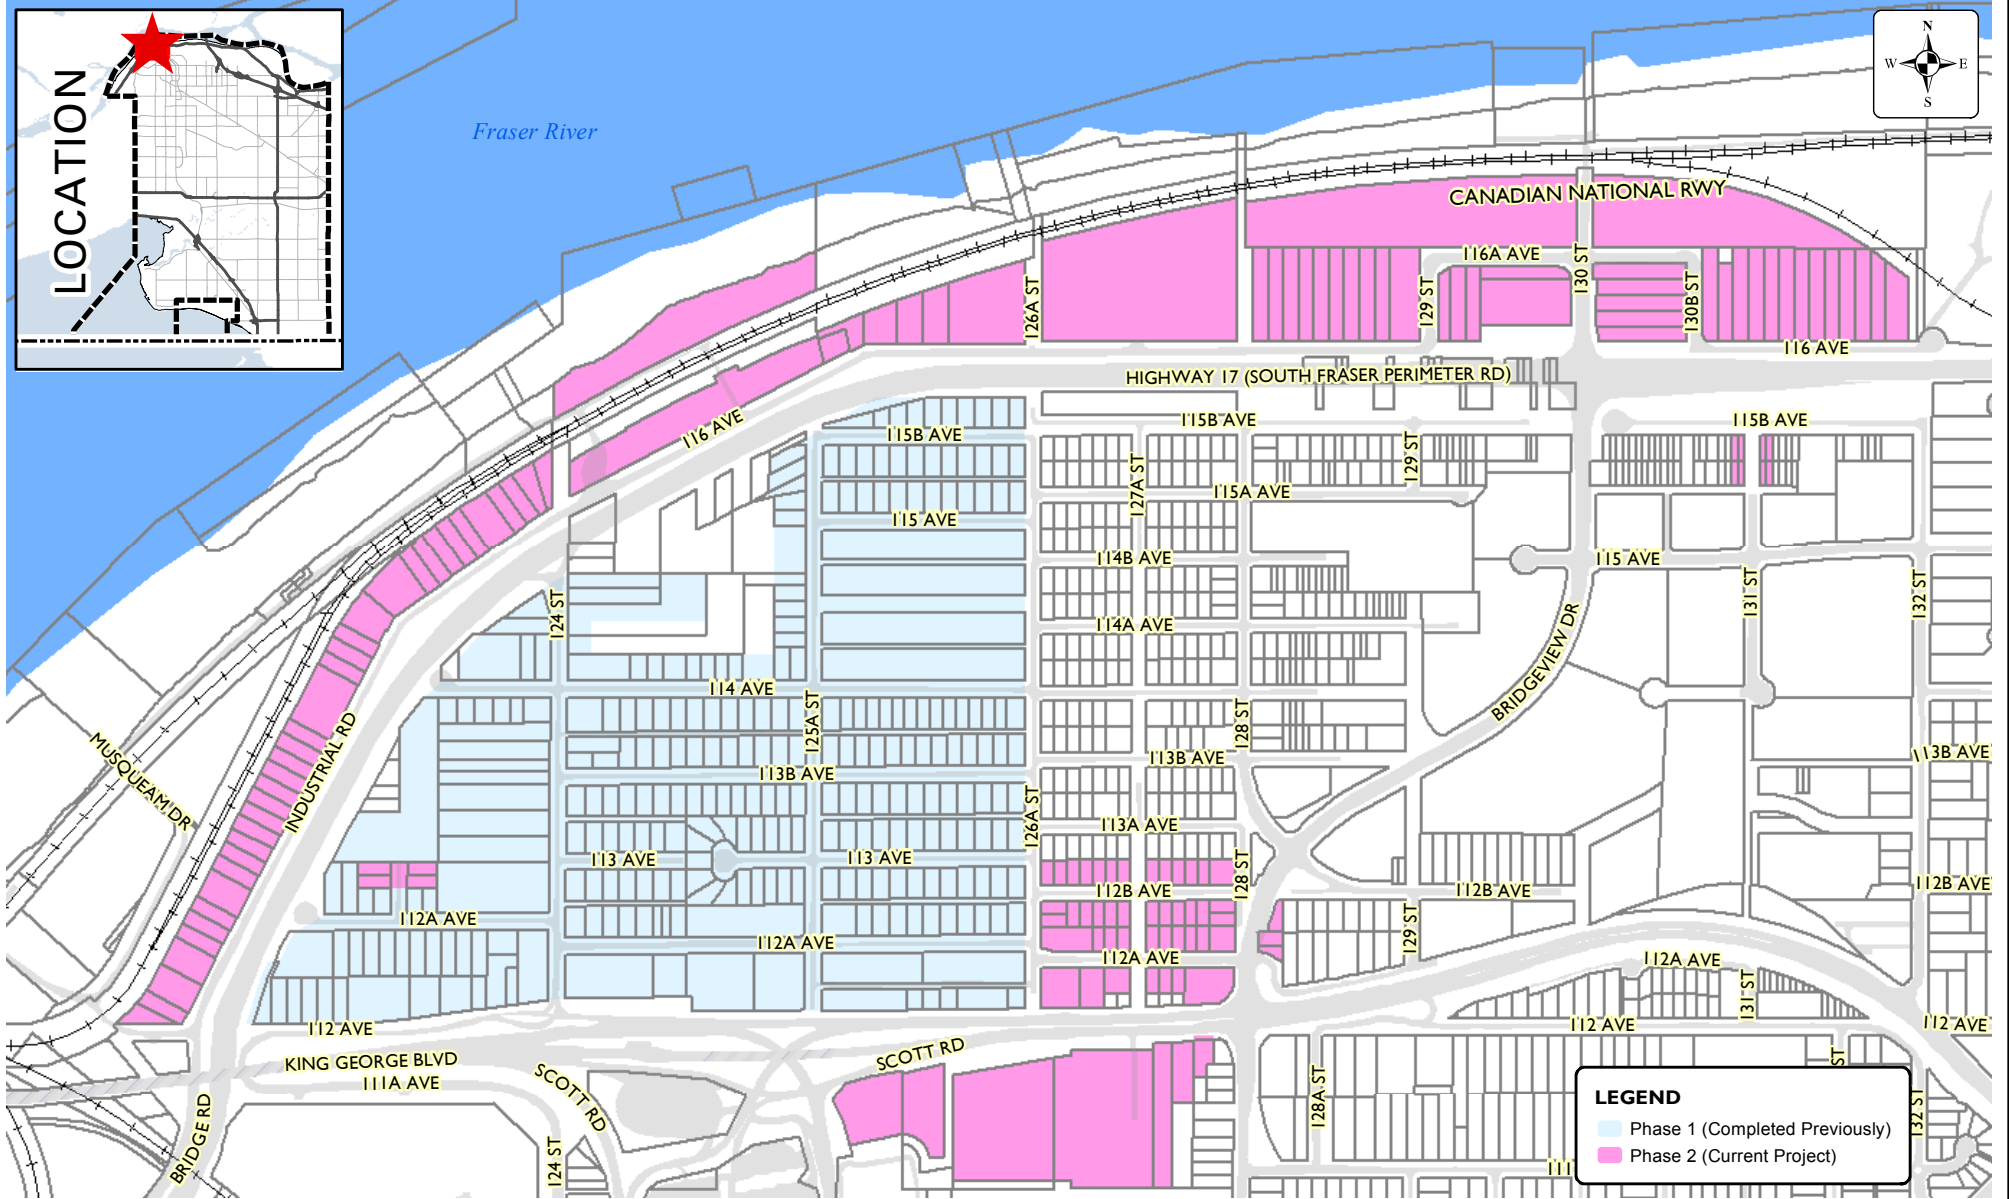 LOCATION
N
W
E
S
Fraser River
CANADIAN NATIONAL RWY
116A AVE
126A ST
129 ST
130 ST
130B ST
116 AVE
HIGHWAY 17 (SOUTH FRASER PERIMETER RD)
116 AVE
115B AVE
115B AVE
115B AVE
127A ST
129 ST
115A AVE
115 AVE
114B AVE
115 AVE
124 ST
114A AVE
131 ST
132 ST
BRIDGEVIEW DR
114 AVE
125A ST
128 ST
INDUSTRIAL RD
MUSQUEAM DR
113B AVE
113B AVE
113B AVE
126A ST
113A AVE
113 AVE
113 AVE
128 ST
112B AVE
112B AVE
112B AVE
112A AVE
112A AVE
129 ST
112A AVE
112A AVE
131 ST
112 AVE
112 AVE
112 AVE
KING GEORGE BLVD
SCOTT RD
111A AVE
SCOTT RD
BRIDGE RD
124 ST
128A ST
ST
132 ST
111
LEGEND
Phase 1 (Completed Previously)
Phase 2 (Current Project)